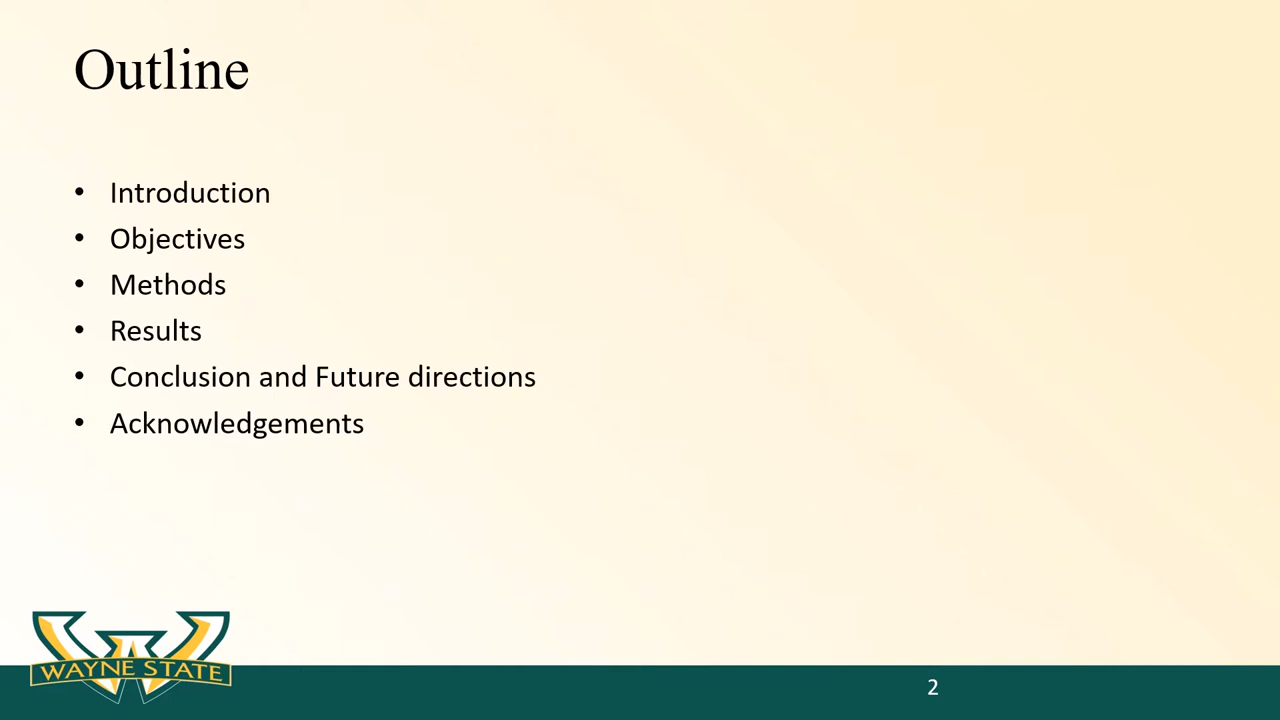 Outline
• Introduction
• Objectives
• Methods
• Results
• Conclusion and Future directions
• Acknowledgements
WAYNE STATE
2